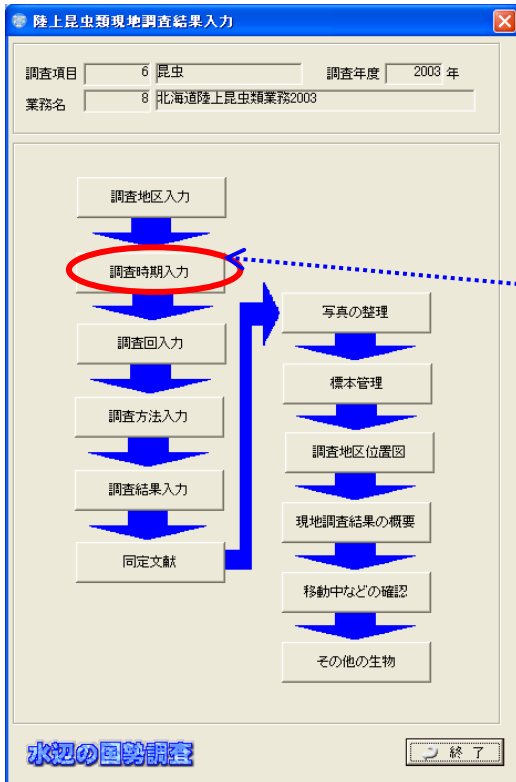 陸上昆虫類現地調査結果入力
調査項目 6 昆虫 調査年度 2003 年
業務名 8 北海道陸上昆虫類業務2003
調査地区入力
調査時期入力
調査回入力
調査方法入力
調査結果入力
同定文献
写真の整理
標本管理
調査地区位置図
現地調査結果の概要
移動中などの確認
その他の生物
水辺の国勢調査
終 了